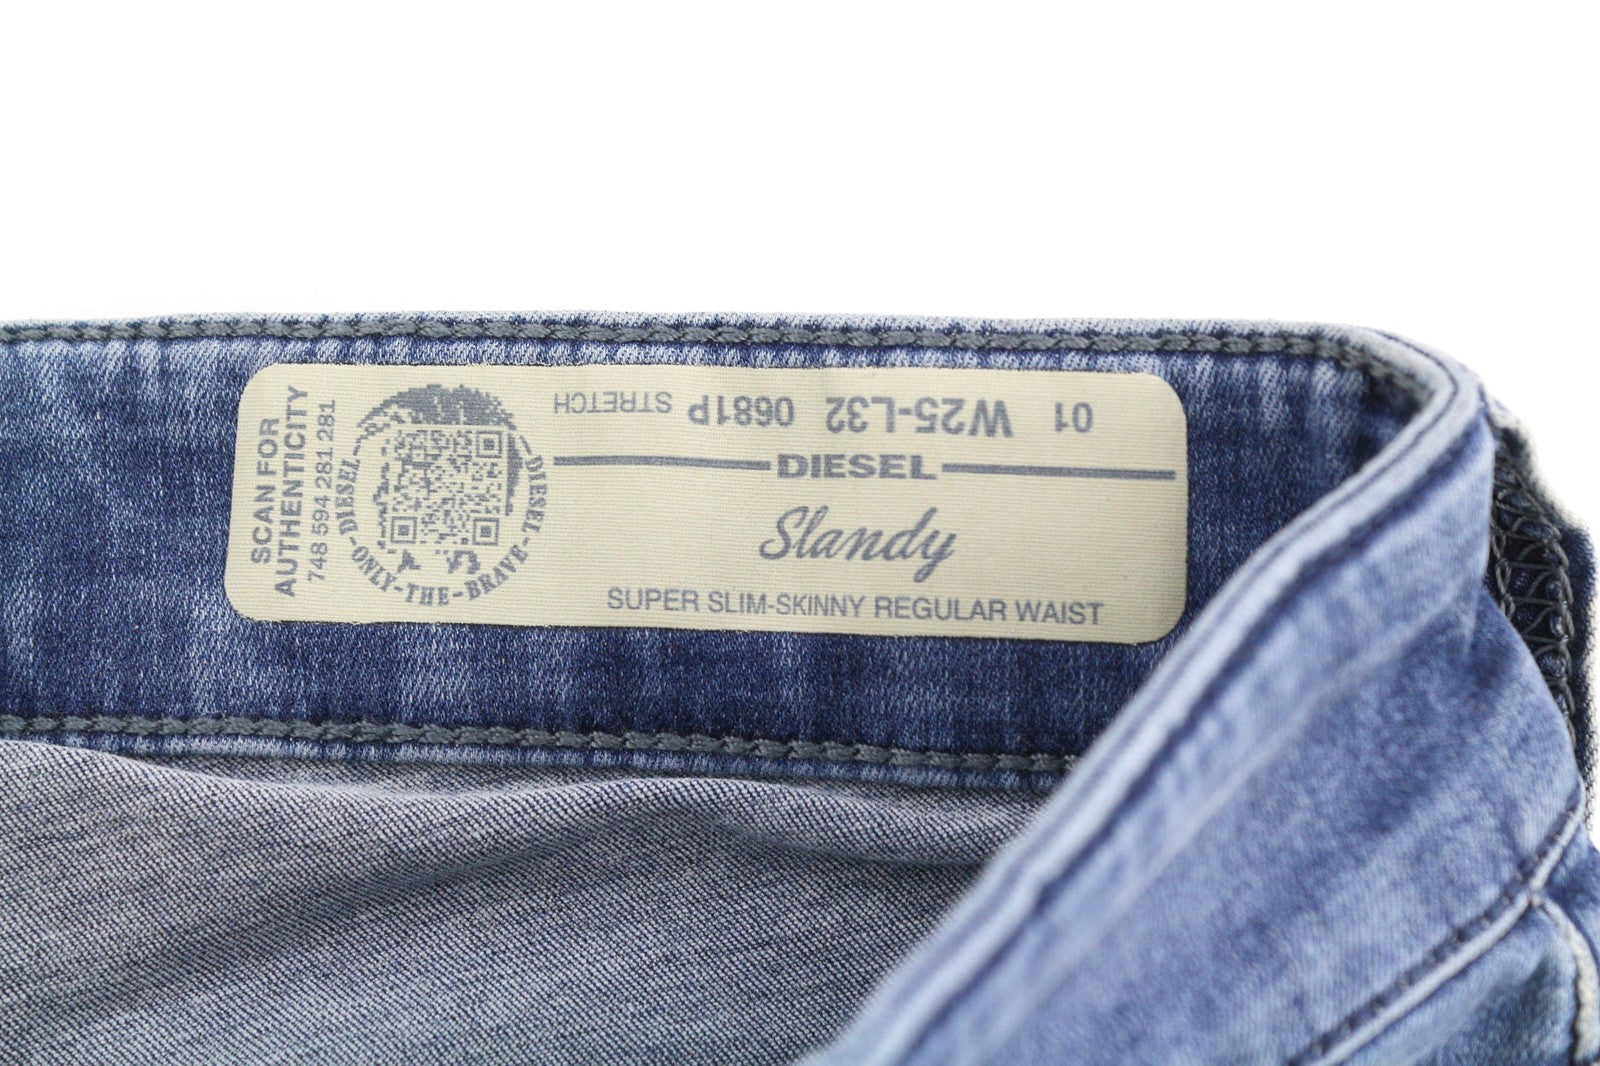 SCAN FOR
AUTHENTICITY
748 594 281 281
DIESEL-ONLY-THE-BRAVE-DIESEL
01 W25-L32 0681P STRETCH
DIESEL
Slandy
SUPER SLIM-SKINNY REGULAR WAIST